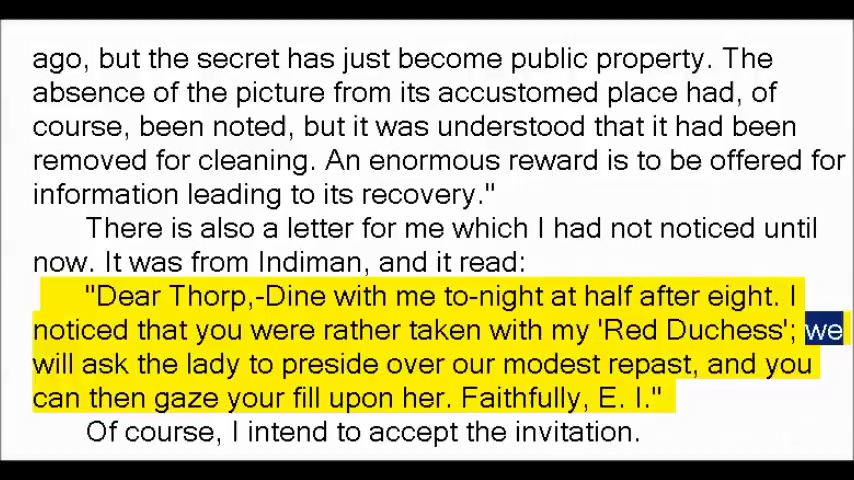 ago, but the secret has just become public property. The
absence of the picture from its accustomed place had, of
course, been noted, but it was understood that it had been
removed for cleaning. An enormous reward is to be offered for
information leading to its recovery."
There is also a letter for me which I had not noticed until
now. It was from Indiman, and it read:
"Dear Thorp,-Dine with me to-night at half after eight. I
noticed that you were rather taken with my 'Red Duchess'; we
will ask the lady to preside over our modest repast, and you
can then gaze your fill upon her. Faithfully, E. I."
Of course, I intend to accept the invitation.